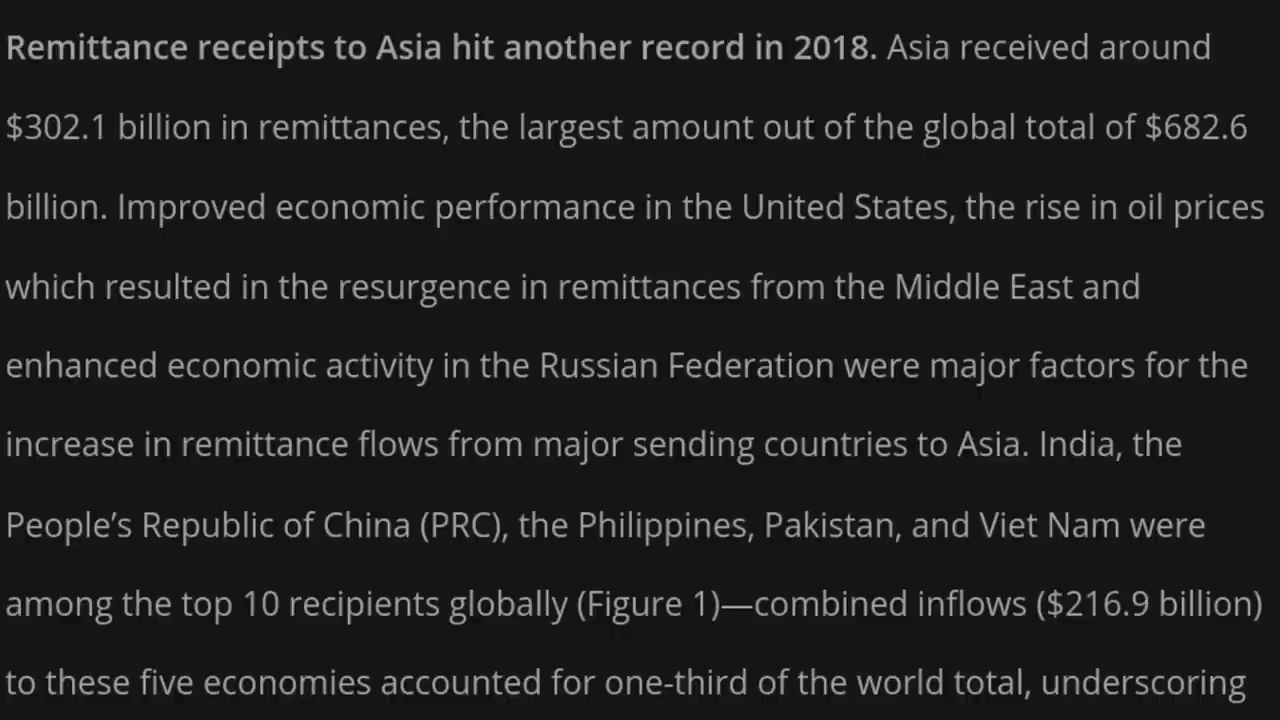 Remittance receipts to Asia hit another record in 2018. Asia received around
$302.1 billion in remittances, the largest amount out of the global total of $682.6
billion. Improved economic performance in the United States, the rise in oil prices
which resulted in the resurgence in remittances from the Middle East and
enhanced economic activity in the Russian Federation were major factors for the
increase in remittance flows from major sending countries to Asia. India, the
People’s Republic of China (PRC), the Philippines, Pakistan, and Viet Nam were
among the top 10 recipients globally (Figure 1)—combined inflows ($216.9 billion)
to these five economies accounted for one-third of the world total, underscoring